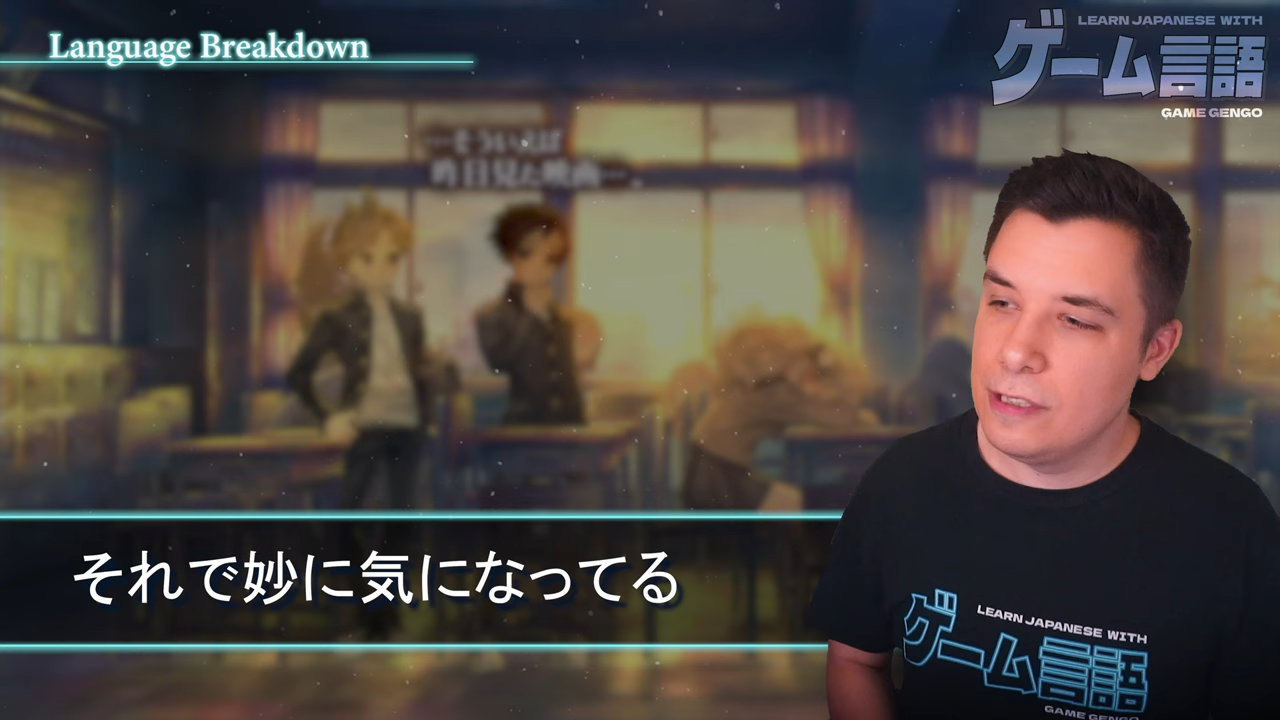 Language Breakdown
LEARN JAPANESE WITH
ゲーム言語
GAME GENGO
…そういえば
昨日見た映画…。
それで妙に気になってる
LEARN JAPANESE WITH
ゲーム言語
GAME GENGO